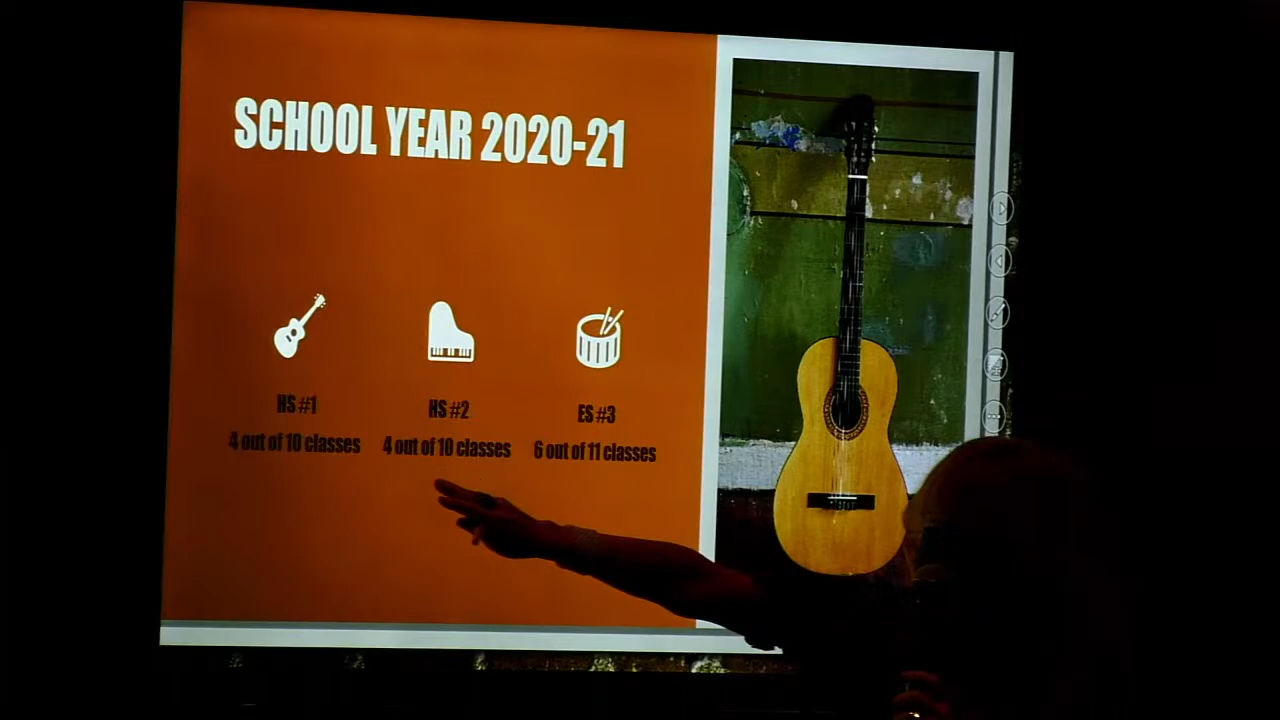 SCHOOL YEAR 2020-21
HS #1
4 out of 10 classes
HS #2
4 out of 10 classes
ES #3
6 out of 11 classes